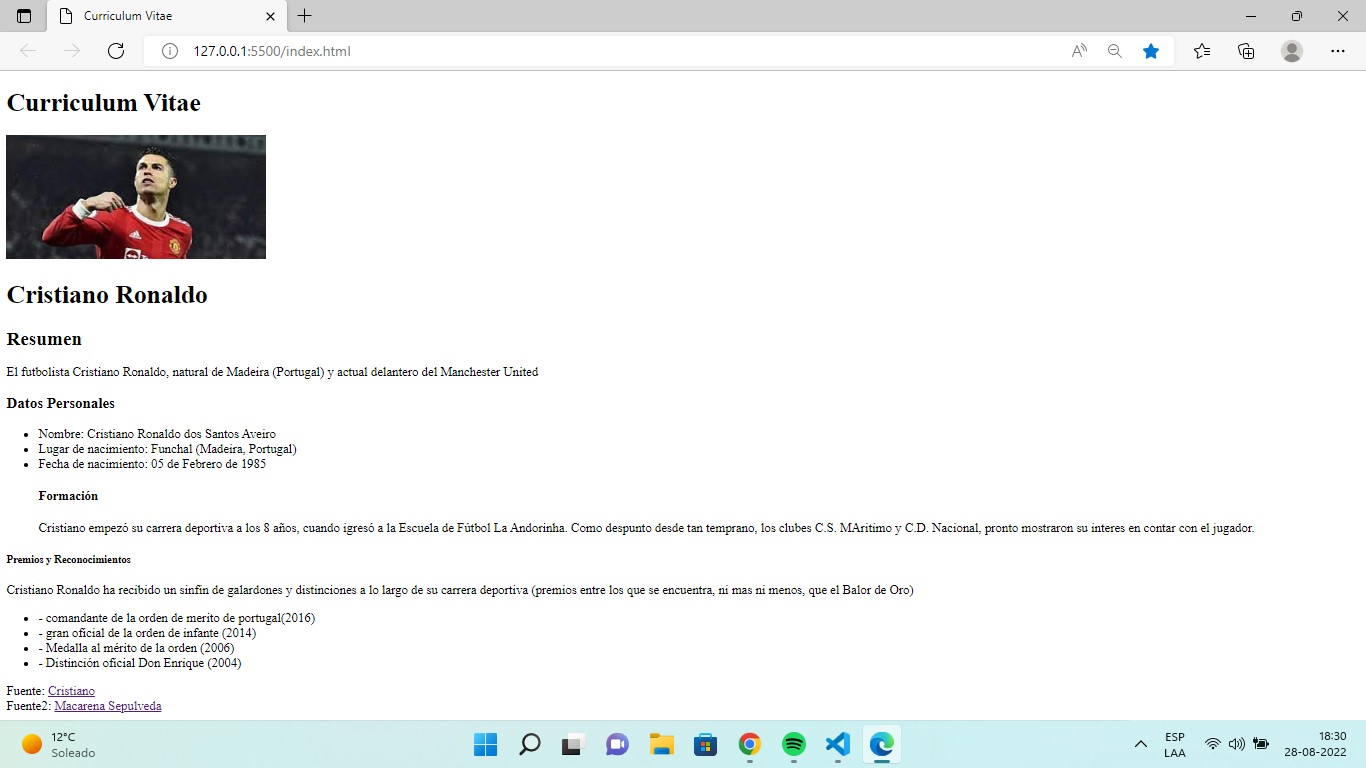 Curriculum Vitae
127.0.0.1:5500/index.html
Curriculum Vitae
Cristiano Ronaldo
Resumen
El futbolista Cristiano Ronaldo, natural de Madeira (Portugal) y actual delantero del Manchester United
Datos Personales
Nombre: Cristiano Ronaldo dos Santos Aveiro
Lugar de nacimiento: Funchal (Madeira, Portugal)
Fecha de nacimiento: 05 de Febrero de 1985
Formación
Cristiano empezó su carrera deportiva a los 8 años, cuando igresó a la Escuela de Fútbol La Andorinha. Como despunto desde tan temprano, los clubes C.S. MAritimo y C.D. Nacional, pronto mostraron su interes en contar con el jugador.
Premios y Reconocimientos
Cristiano Ronaldo ha recibido un sinfín de galardones y distinciones a lo largo de su carrera deportiva (premios entre los que se encuentra, ni mas ni menos, que el Balor de Oro)
- comandante de la orden de merito de portugal(2016)
- gran oficial de la orden de infante (2014)
- Medalla al mérito de la orden (2006)
- Distinción oficial Don Enrique (2004)
Fuente: Cristiano
Fuente2: Macarena Sepulveda
12°C
Soleado
ESP
LAA
18:30
28-08-2022